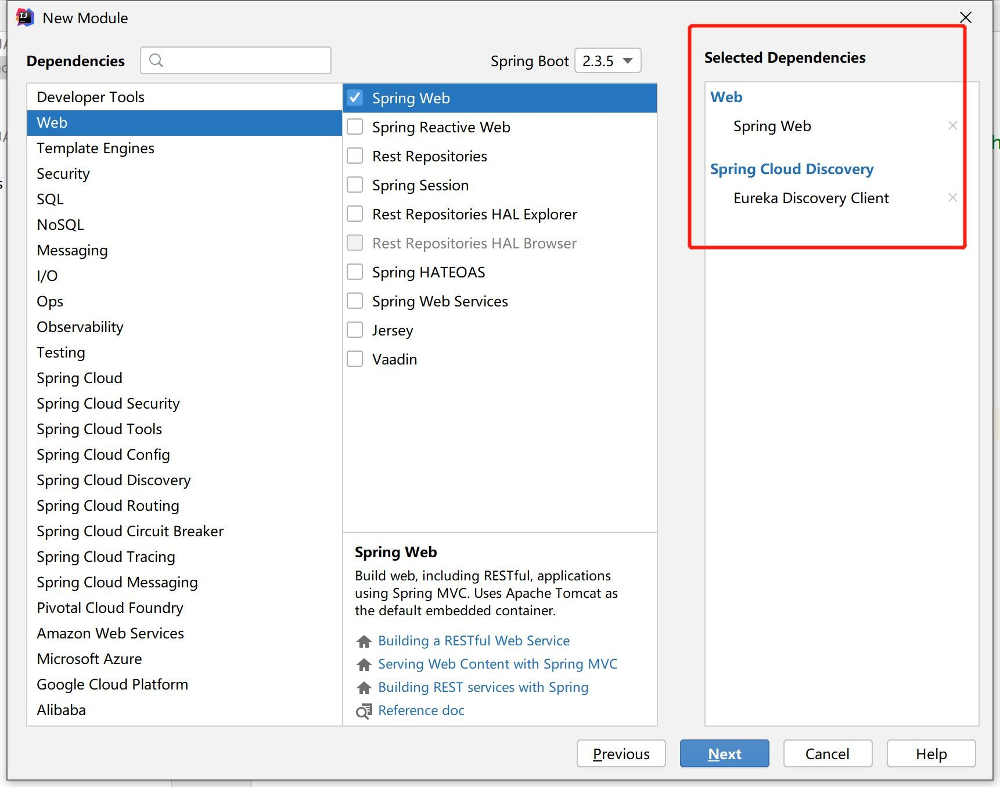 New Module
Dependencies
Spring Boot 2.3.5
Selected Dependencies
Developer Tools
Web
Template Engines
Security
SQL
NoSQL
Messaging
I/O
Ops
Observability
Testing
Spring Cloud
Spring Cloud Security
Spring Cloud Tools
Spring Cloud Config
Spring Cloud Discovery
Spring Cloud Routing
Spring Cloud Circuit Breaker
Spring Cloud Tracing
Spring Cloud Messaging
Pivotal Cloud Foundry
Amazon Web Services
Microsoft Azure
Google Cloud Platform
Alibaba
Spring Web
Spring Reactive Web
Rest Repositories
Spring Session
Rest Repositories HAL Explorer
Rest Repositories HAL Browser
Spring HATEOAS
Spring Web Services
Jersey
Vaadin
Spring Web
Build web, including RESTful, applications
using Spring MVC. Uses Apache Tomcat as
the default embedded container.
Building a RESTful Web Service
Serving Web Content with Spring MVC
Building REST services with Spring
Reference doc
Web
Spring Web
Spring Cloud Discovery
Eureka Discovery Client
Previous
Next
Cancel
Help